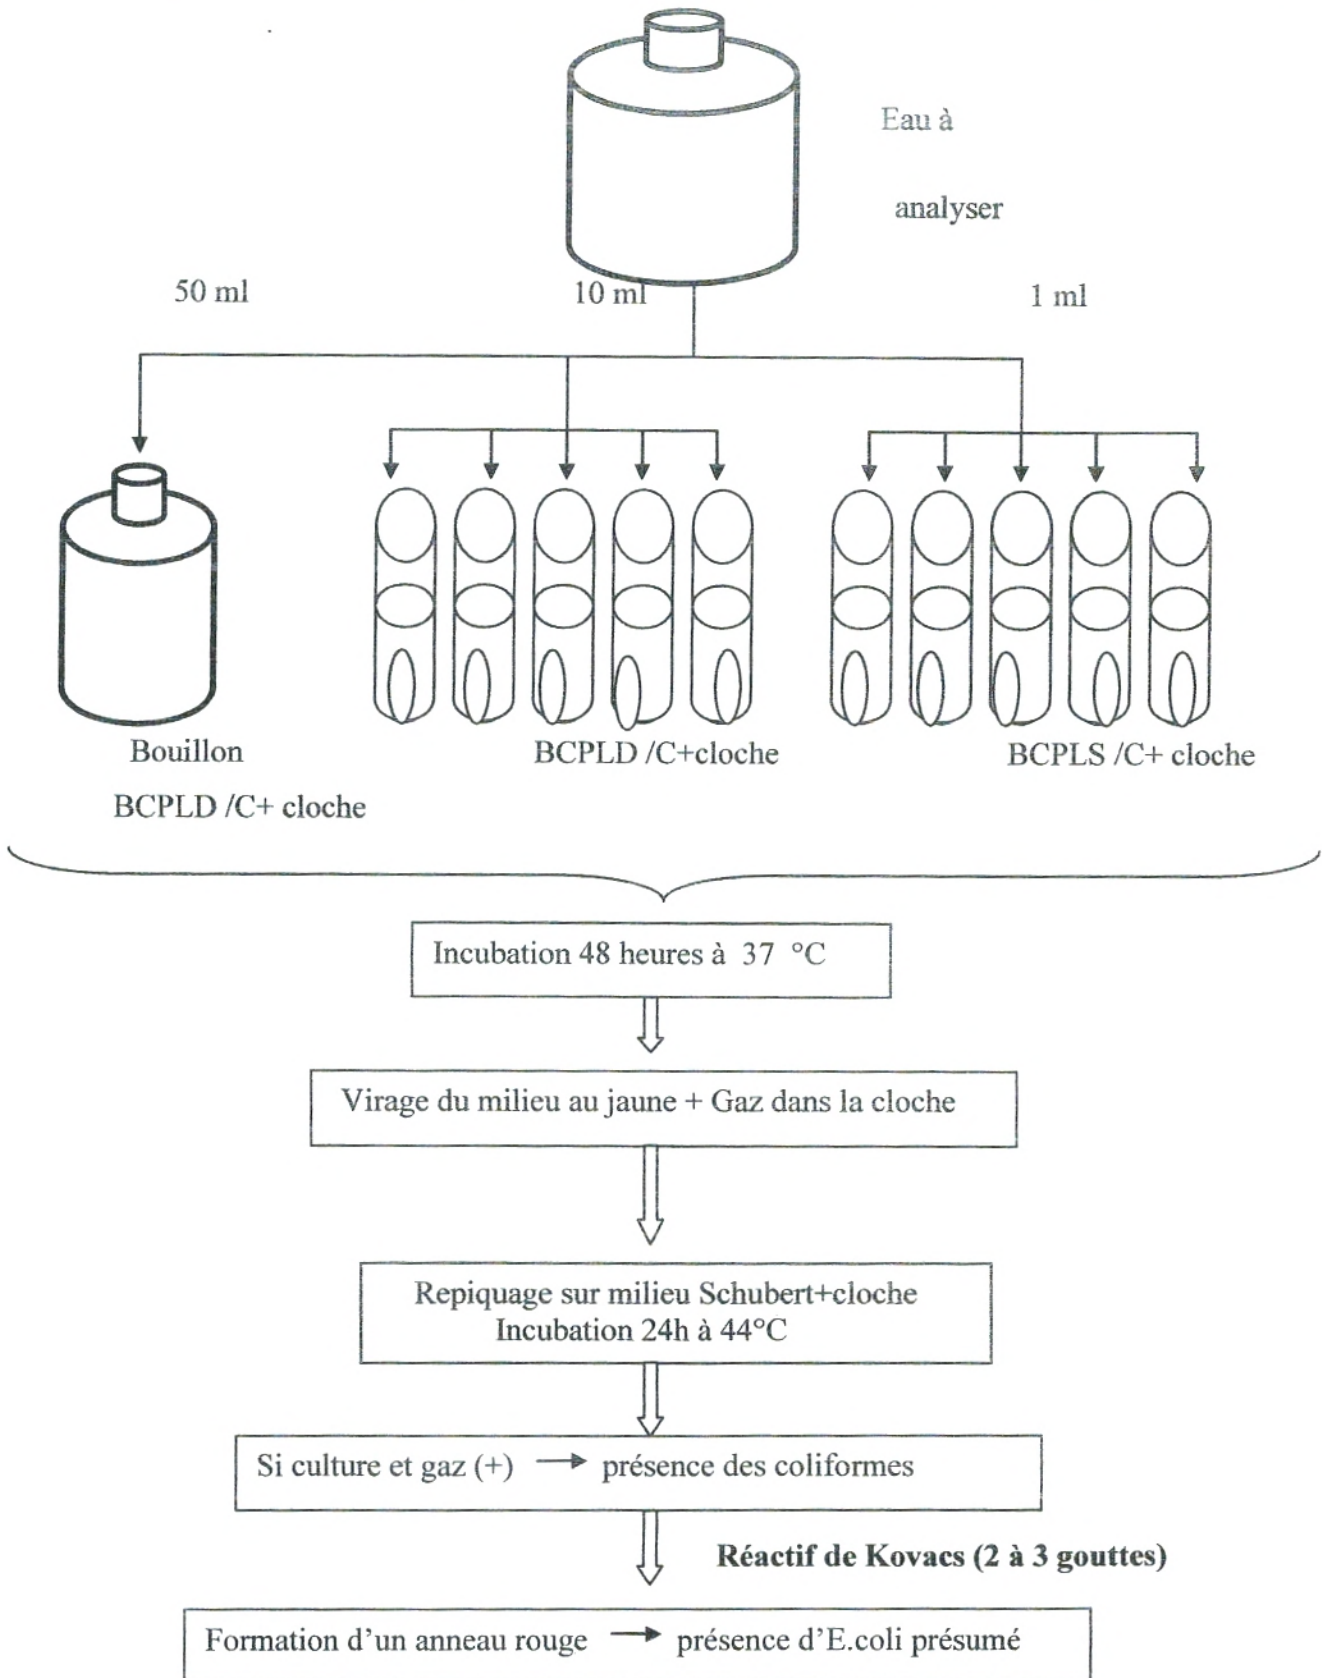 Eau à
analyser
50 ml
10 ml
1 ml
Bouillon
BCPLD /C+ cloche
BCPLD /C+cloche
BCPLS /C+ cloche
Incubation 48 heures à 37 °C
Virage du milieu au jaune + Gaz dans la cloche
Repiquage sur milieu Schubert+cloche
Incubation 24h à 44°C
Si culture et gaz (+) → présence des coliformes
Réactif de Kovacs (2 à 3 gouttes)
Formation d'un anneau rouge → présence d'E.coli présumé